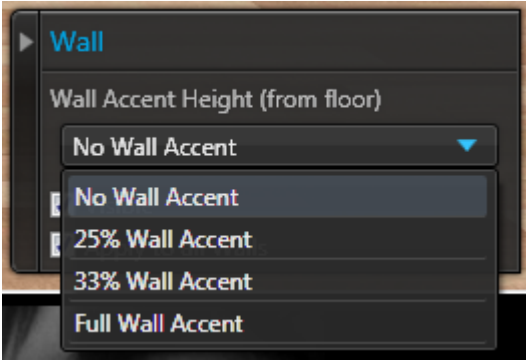 Wall
Wall Accent Height (from floor)
No Wall Accent
No Wall Accent
25% Wall Accent
33% Wall Accent
Full Wall Accent